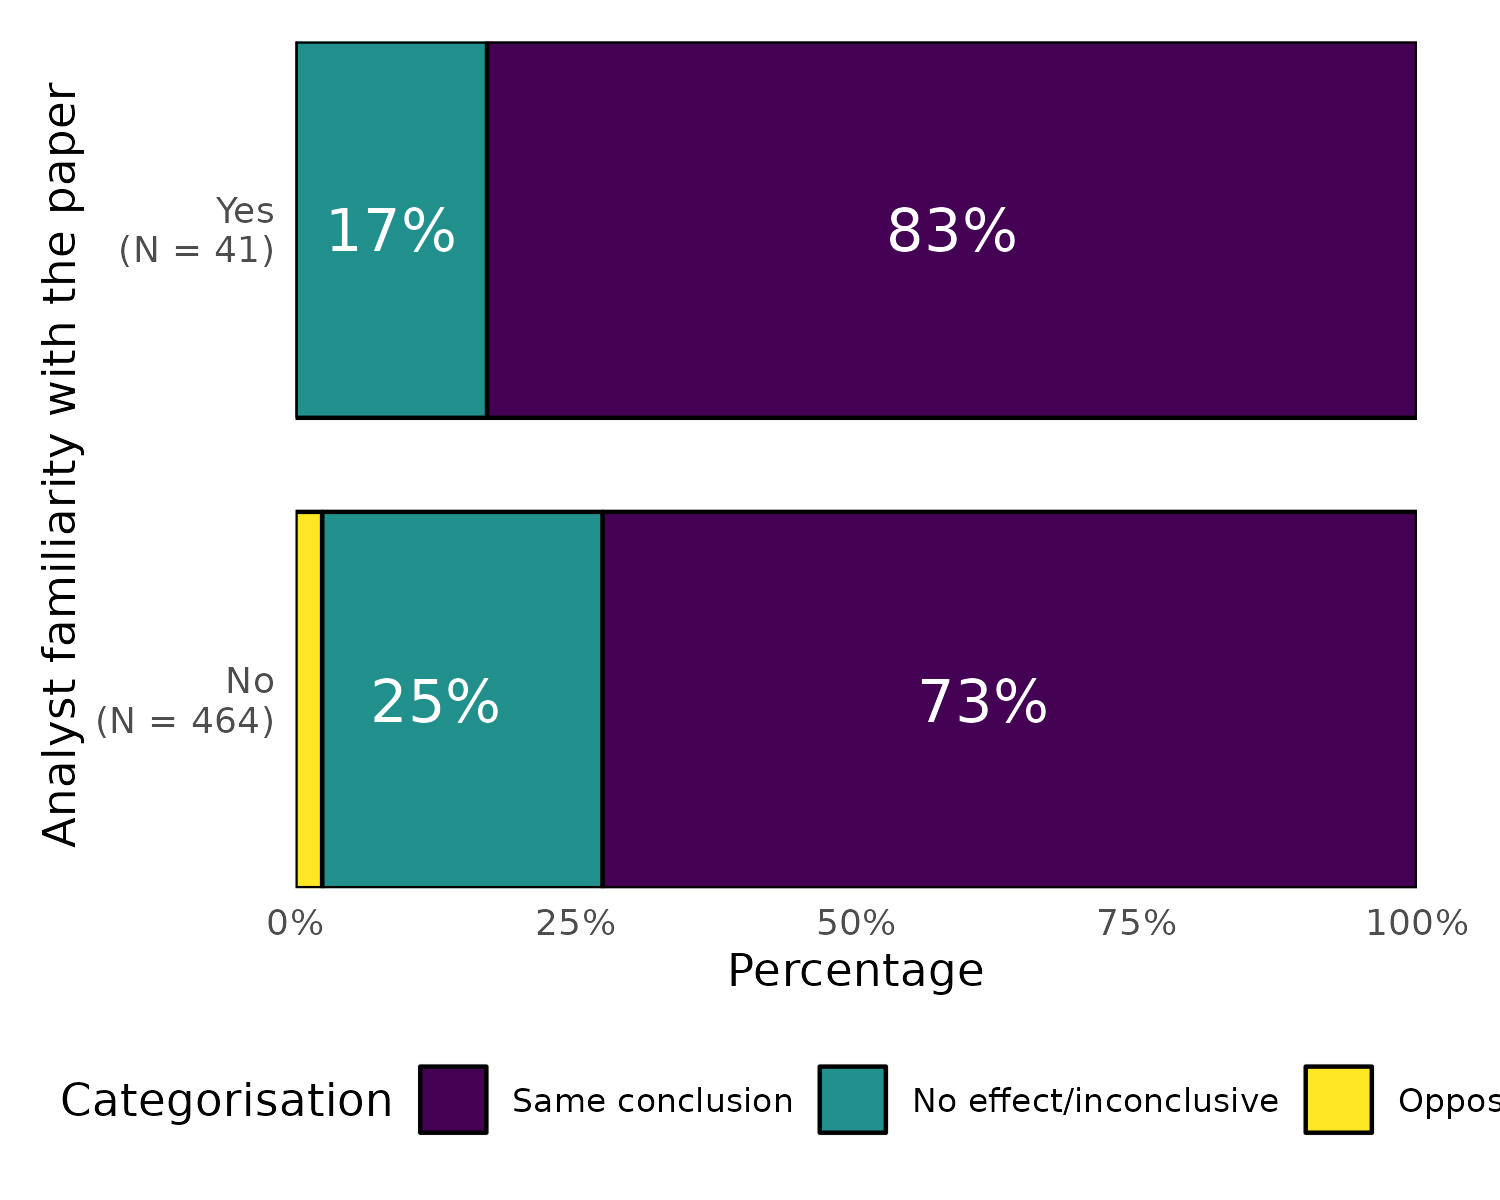 Analyst familiarity with the paper
Yes
(N = 41)
17%
83%
No
(N = 464)
25%
73%
0%
25%
50%
75%
100%
Percentage
Categorisation
Same conclusion
No effect/inconclusive
Oppos